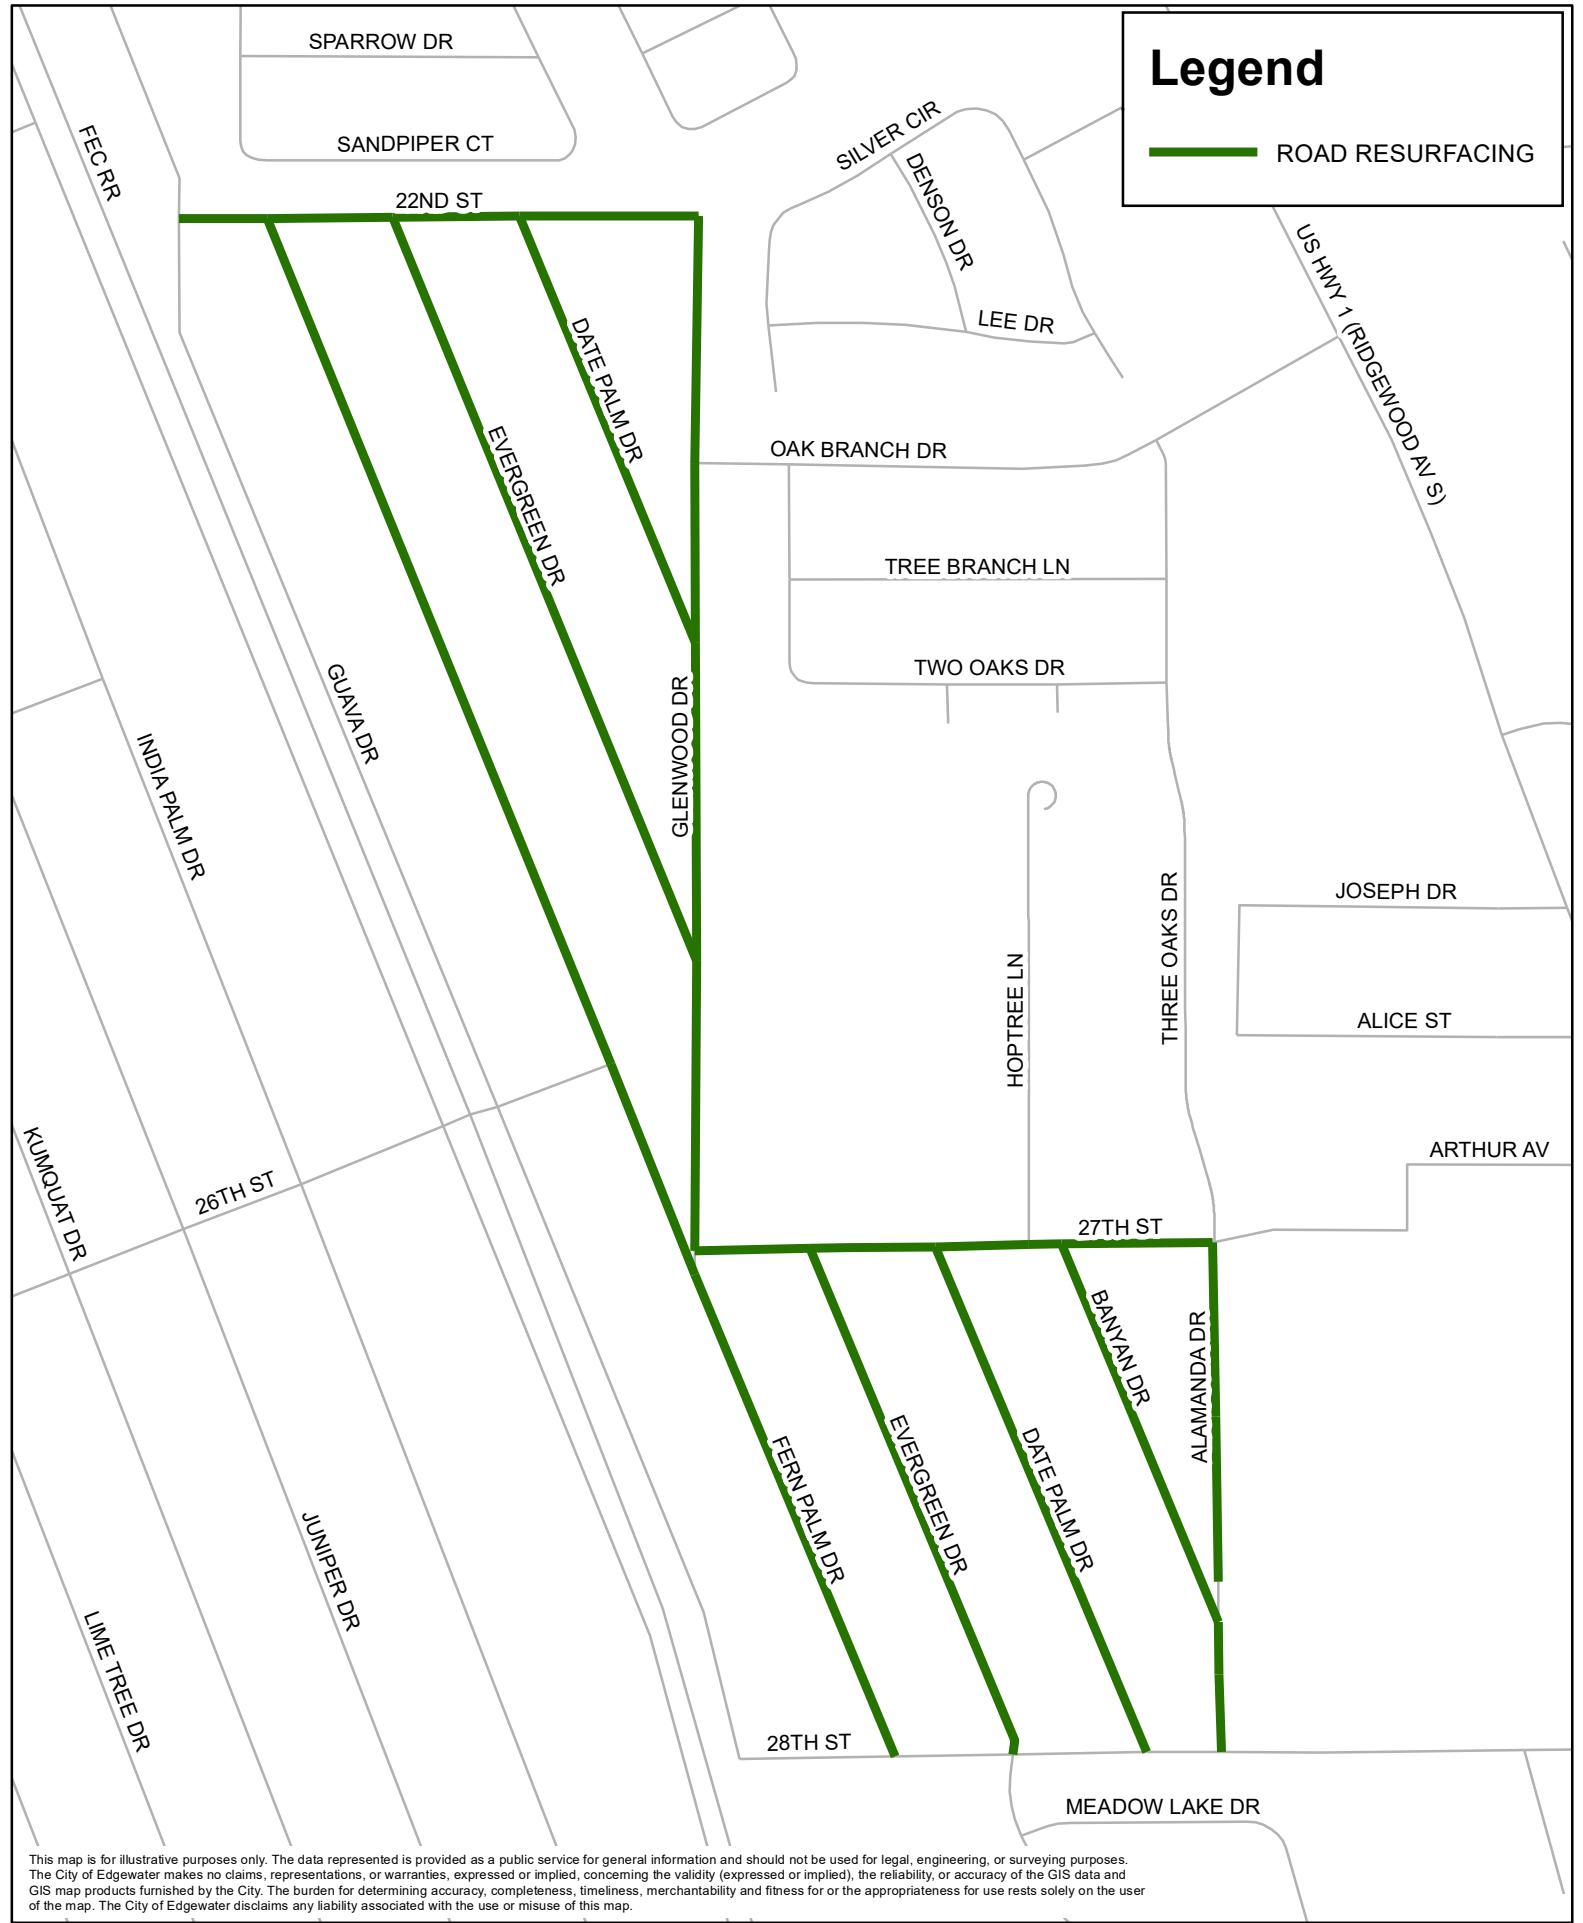 SPARROW DR
SANDPIPER CT
FEC RR
22ND ST
SILVER CIR
DENSON DR
LEE DR
Legend
ROAD RESURFACING
US HWY 1 (RIDGEWOOD AV S)
DATE PALM DR
EVERGREEN DR
OAK BRANCH DR
TREE BRANCH LN
TWO OAKS DR
GLENWOOD DR
GUAVA DR
INDIA PALM DR
HOPTREE LN
THREE OAKS DR
JOSEPH DR
ALICE ST
ARTHUR AV
KUMQUAT DR
26TH ST
27TH ST
BANYAN DR
ALAMANDA DR
FERN PALM DR
EVERGREEN DR
DATE PALM DR
JUNIPER DR
LIME TREE DR
28TH ST
MEADOW LAKE DR
This map is for illustrative purposes only. The data represented is provided as a public service for general information and should not be used for legal, engineering, or surveying purposes.
The City of Edgewater makes no claims, representations, or warranties, expressed or implied, concerning the validity (expressed or implied), the reliability, or accuracy of the GIS data and
GIS map products furnished by the City. The burden for determining accuracy, completeness, timeliness, merchantability and fitness for or the appropriateness for use rests solely on the user
of the map. The City of Edgewater disclaims any liability associated with the use or misuse of this map.